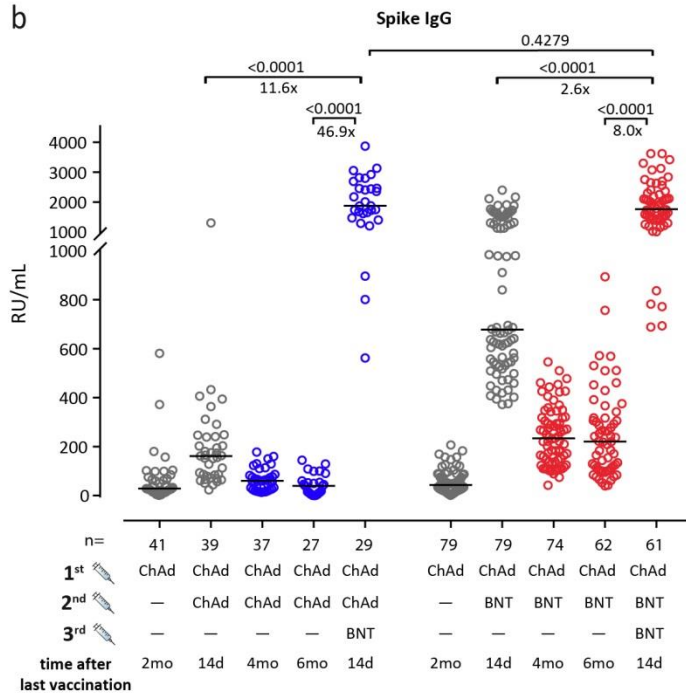 b
Spike IgG
0.4279
<0.0001 <0.0001
11.6x 2.6x
<0.0001 <0.0001
46.9x 8.0x
4000
3000
2000
1000
1000
800
600
400
200
0
RU/mL
n= 41 39 37 27 29 79 79 74 62 61
1st ChAd ChAd ChAd ChAd ChAd ChAd ChAd ChAd ChAd ChAd
2nd — ChAd ChAd ChAd ChAd — BNT BNT BNT BNT
3rd — — — — BNT — — — — BNT
time after 2mo 14d 4mo 6mo 14d 2mo 14d 4mo 6mo 14d
last vaccination